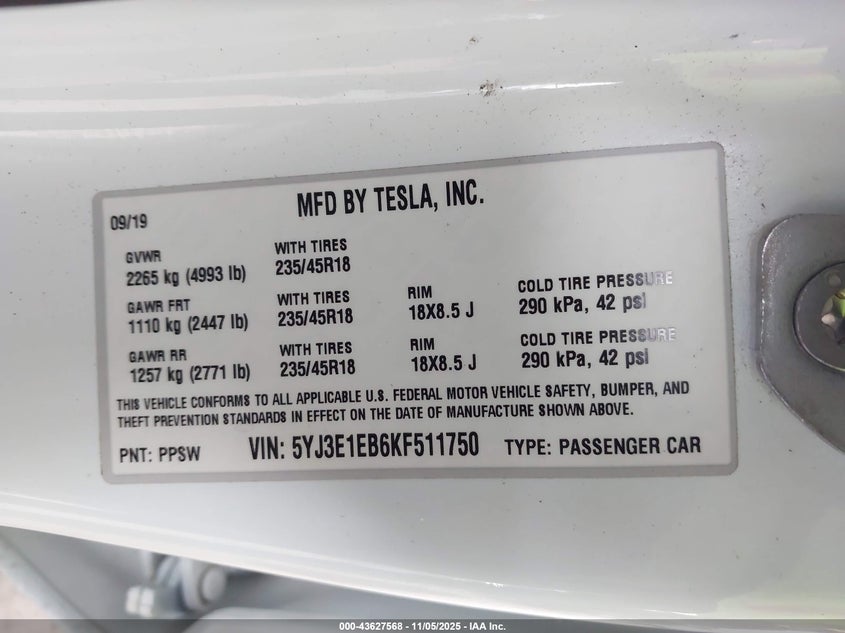 MFD BY TESLA, INC.
09/19
GVWR
2265 kg (4993 lb)
WITH TIRES
235/45R18
GAWR FRT
1110 kg (2447 lb)
WITH TIRES
235/45R18
RIM
18X8.5 J
COLD TIRE PRESSURE
290 kPa, 42 psi
GAWR RR
1257 kg (2771 lb)
WITH TIRES
235/45R18
RIM
18X8.5 J
COLD TIRE PRESSURE
290 kPa, 42 psi
THIS VEHICLE CONFORMS TO ALL APPLICABLE U.S. FEDERAL MOTOR VEHICLE SAFETY, BUMPER, AND
THEFT PREVENTION STANDARDS IN EFFECT ON THE DATE OF MANUFACTURE SHOWN ABOVE.
PNT: PPSW VIN: 5YJ3E1EB6KF511750 TYPE: PASSENGER CAR
000-43627568 - 11/05/2025 - IAA Inc.